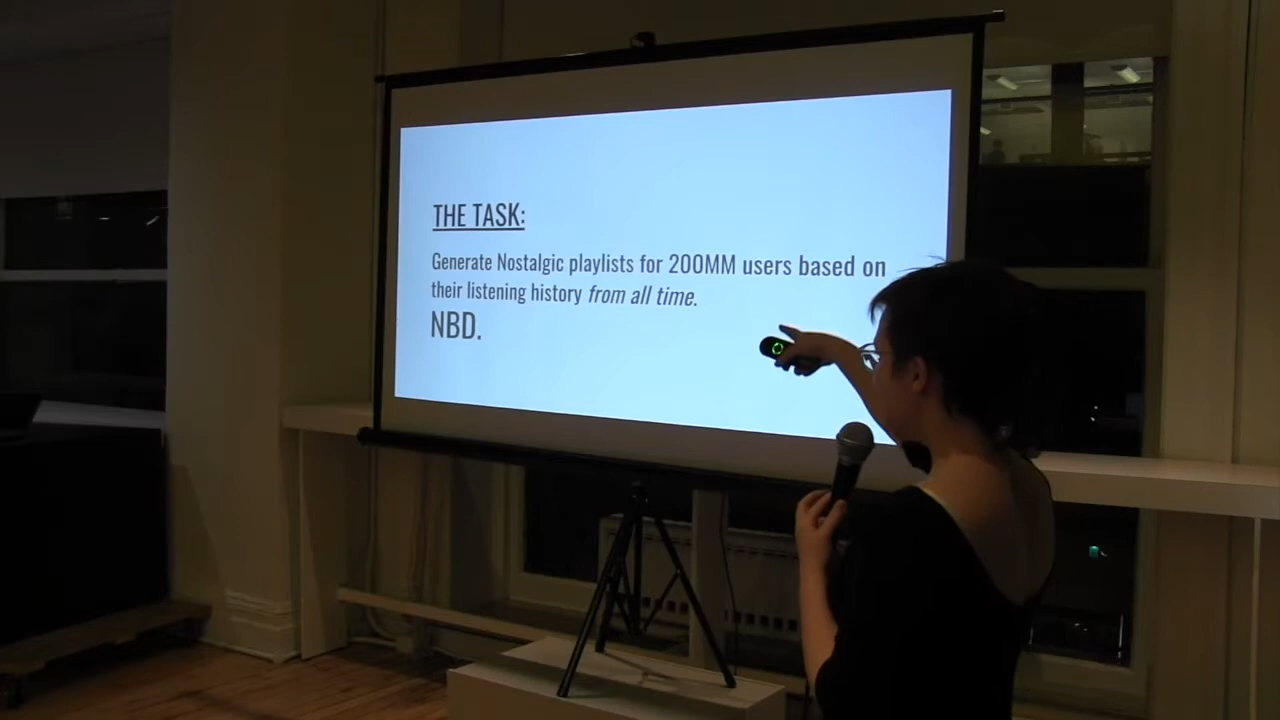 THE TASK:
Generate Nostalgic playlists for 200MM users based on
their listening history from all time.
NBD.